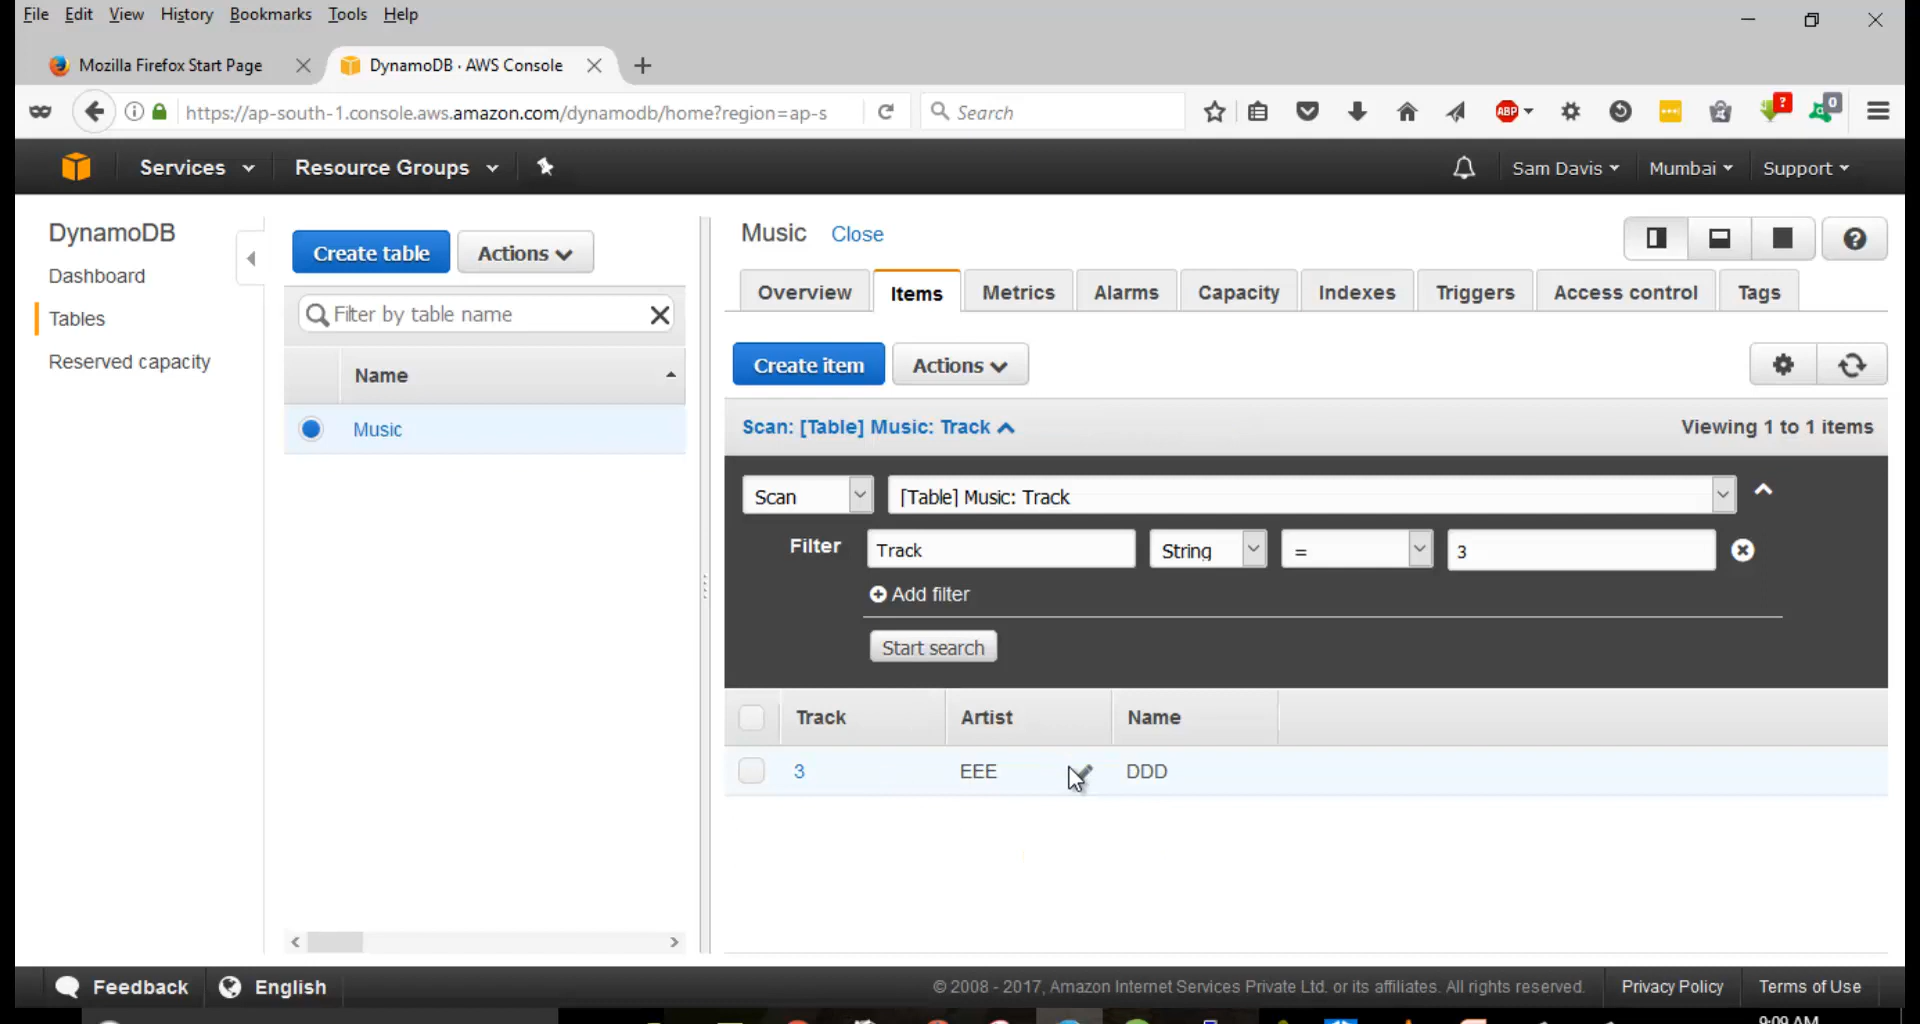 File Edit View History Bookmarks Tools Help
Mozilla Firefox Start Page
DynamoDB · AWS Console
https://ap-south-1.console.aws.amazon.com/dynamodb/home?region=ap-s
Search
ABP
?
0
Services
Resource Groups
Sam Davis
Mumbai
Support
DynamoDB
Dashboard
Tables
Reserved capacity
Create table
Actions
Filter by table name
Name
Music
Music Close
Overview Items Metrics Alarms Capacity Indexes Triggers Access control Tags
Create item
Actions
Scan: [Table] Music: Track
Viewing 1 to 1 items
Scan
[Table] Music: Track
Filter
Track
String
=
3
Add filter
Start search
Track Artist Name
3 EEE DDD
Feedback
English
© 2008 - 2017, Amazon Internet Services Private Ltd. or its affiliates. All rights reserved.
Privacy Policy
Terms of Use
9:09 AM